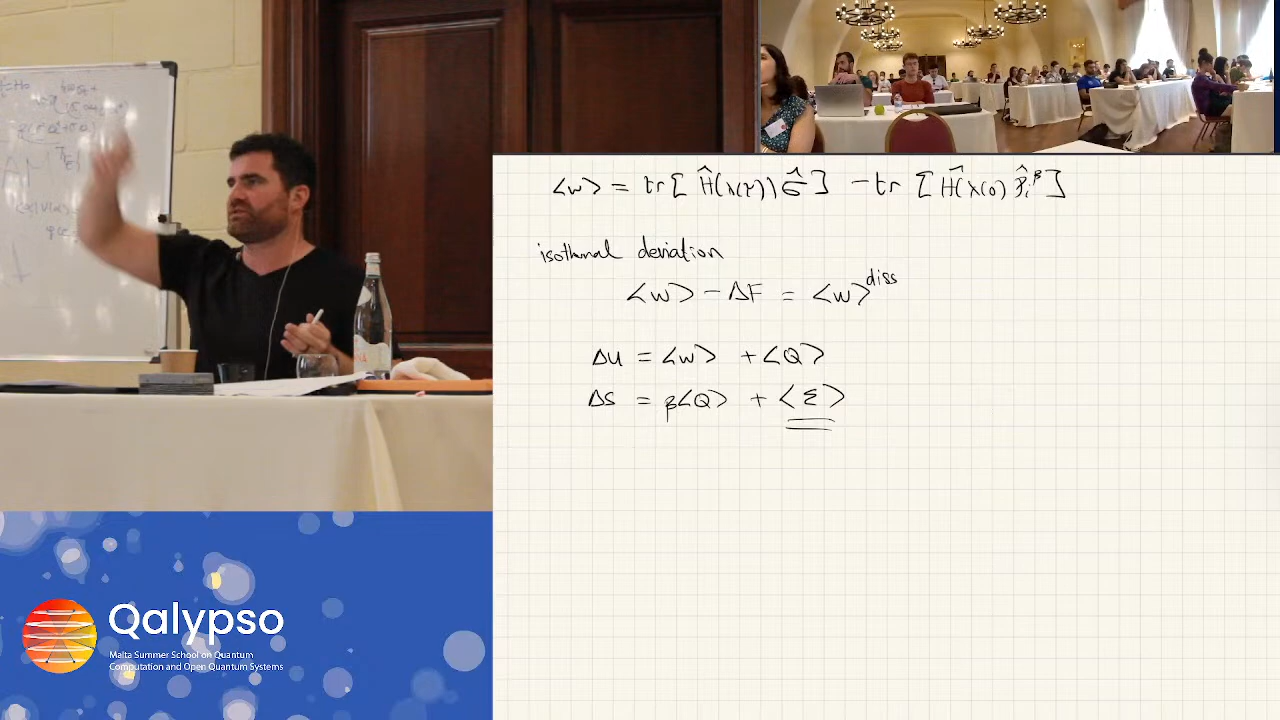 <w> = tr[ Ĥ(λ(τ)) σ̂ ] - tr [ Ĥ(λ(0) ρ̂ᵢᵝ ]
isothmal deviation
<w> - ΔF = <w>ᵈⁱˢˢ
ΔU = <w> + <Q>
ΔS = β<Q> + <Σ>
Qalypso
Malta Summer School on Quantum
Computation and Open Quantum Systems